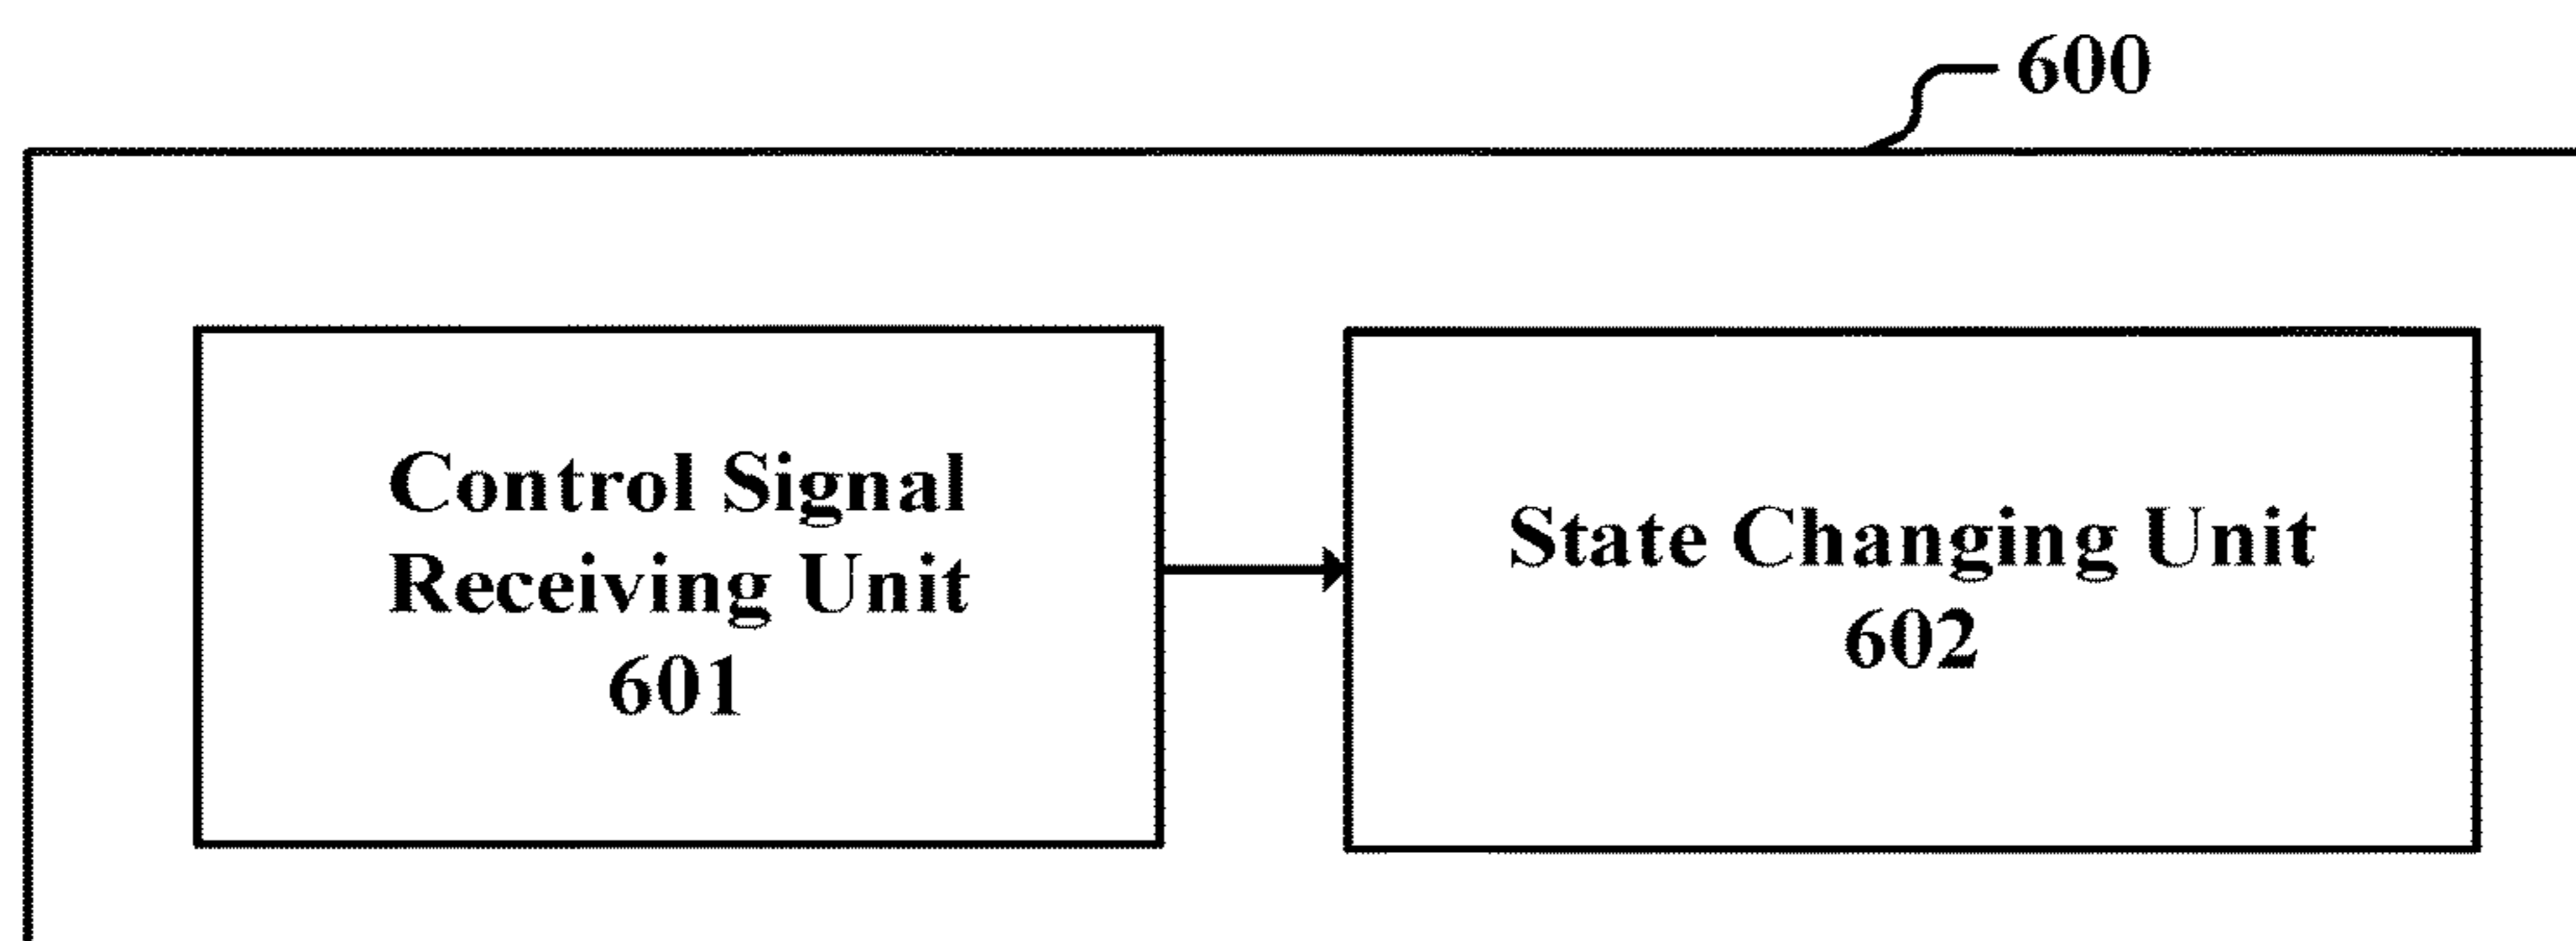 600
Control Signal
Receiving Unit
601
State Changing Unit
602